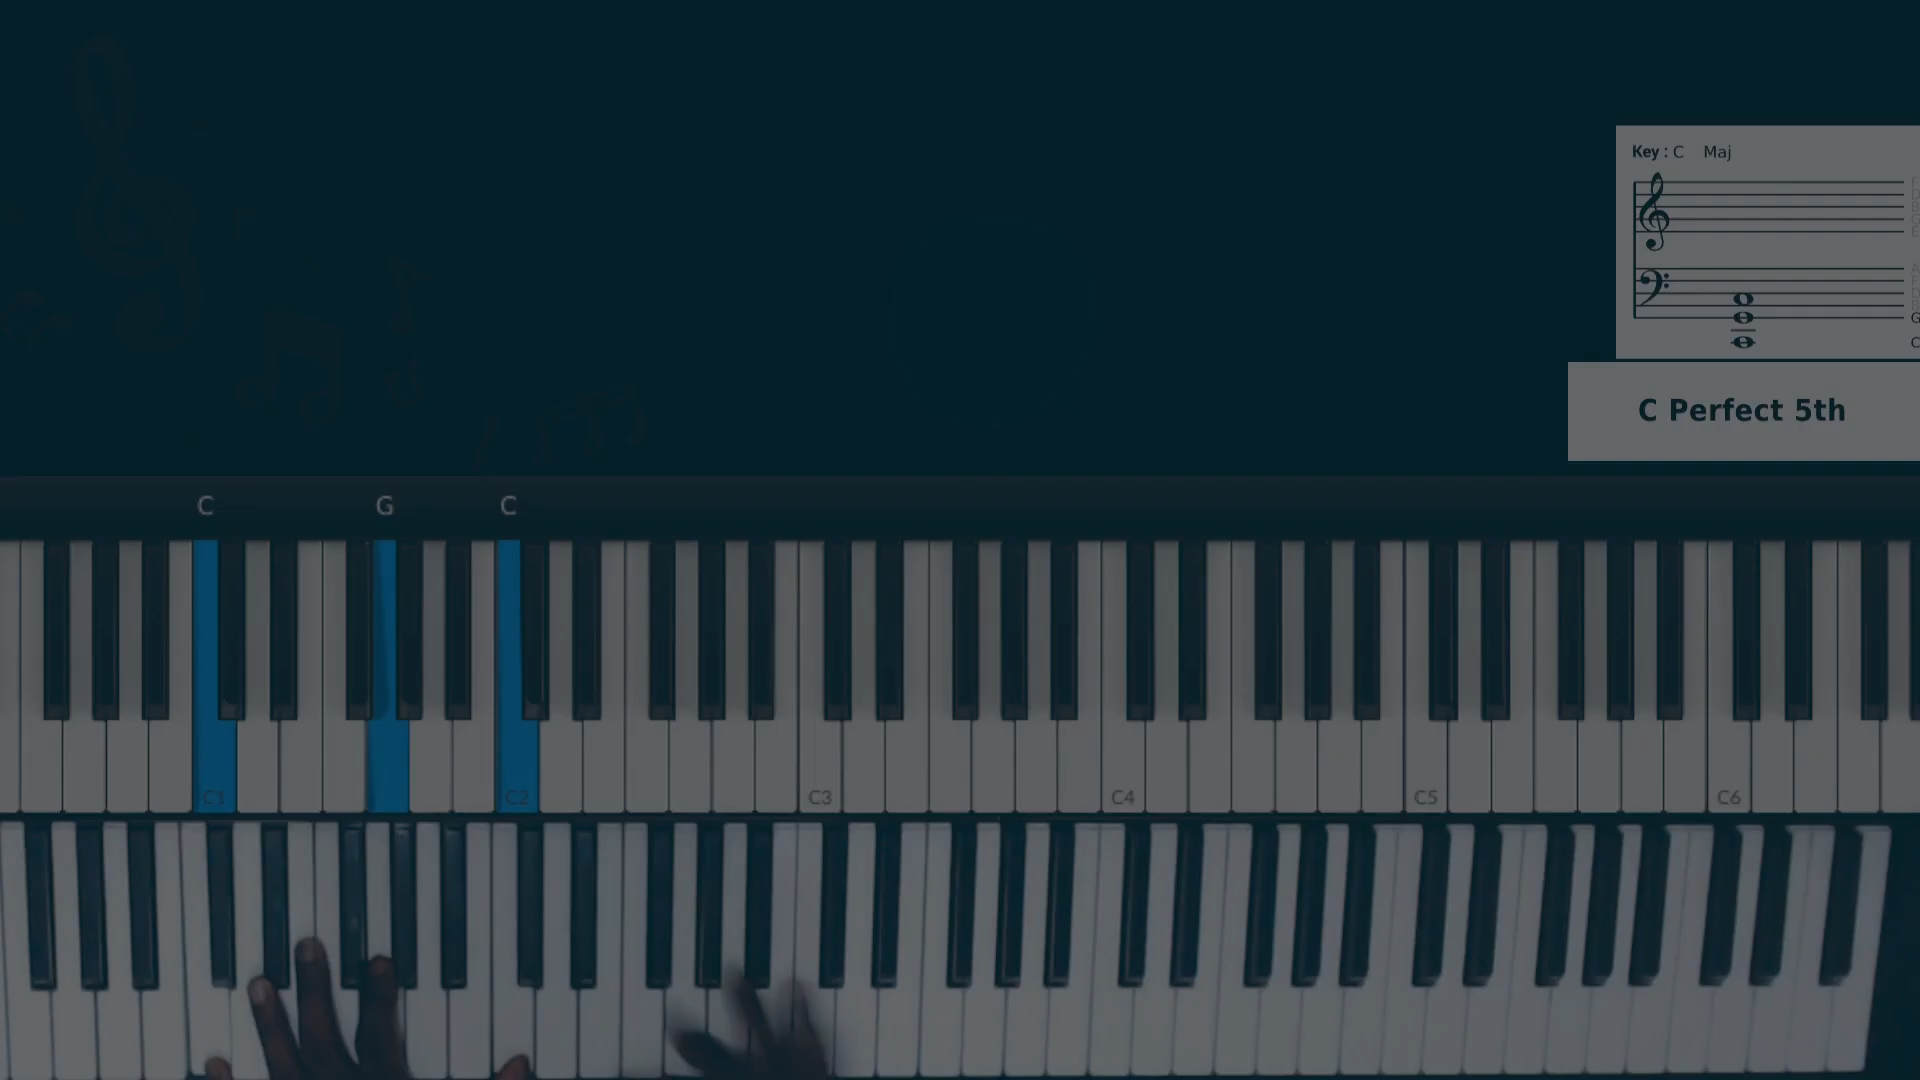 Key : C Maj
G
C
C Perfect 5th
C G C
C1 C2 C3 C4 C5 C6